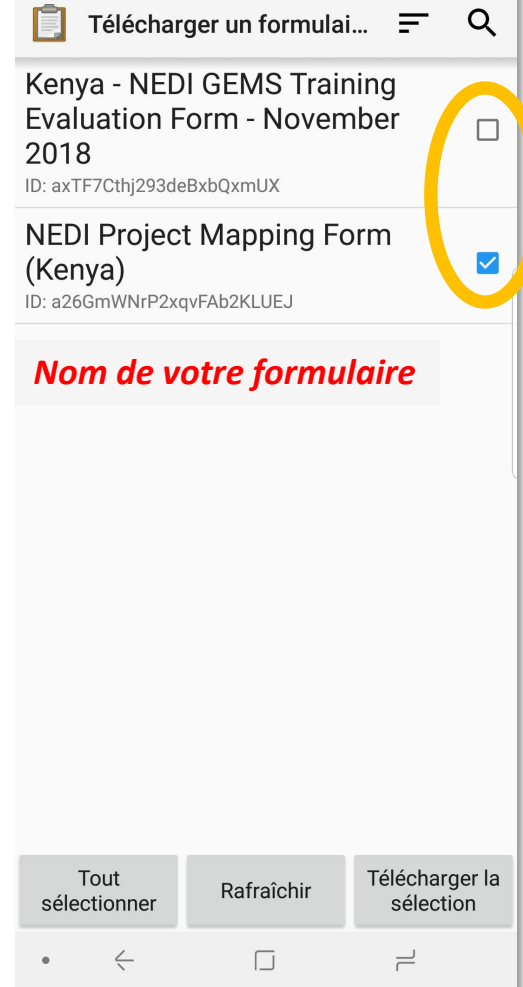 Télécharger un formulai...
Kenya - NEDI GEMS Training
Evaluation Form - November
2018
ID: axTF7Cthj293deBxbQxmUX
NEDI Project Mapping Form
(Kenya)
ID: a26GmWNrP2xqvFAb2KLUEJ
Nom de votre formulaire
Tout
sélectionner
Rafraîchir
Télécharger la
sélection